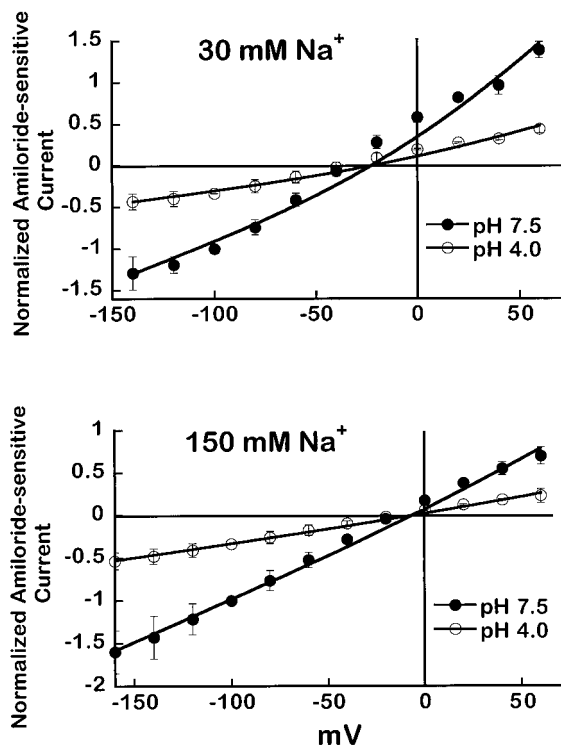 Normalized Amiloride-sensitive
Current
30 mM Na⁺
1.5
1
0.5
0
-0.5
-1
-1.5
pH 7.5
pH 4.0
-150
-100
-50
0
50
Normalized Amiloride-sensitive
Current
150 mM Na⁺
1
0.5
0
-0.5
-1
-1.5
-2
pH 7.5
pH 4.0
-150
-100
-50
0
50
mV